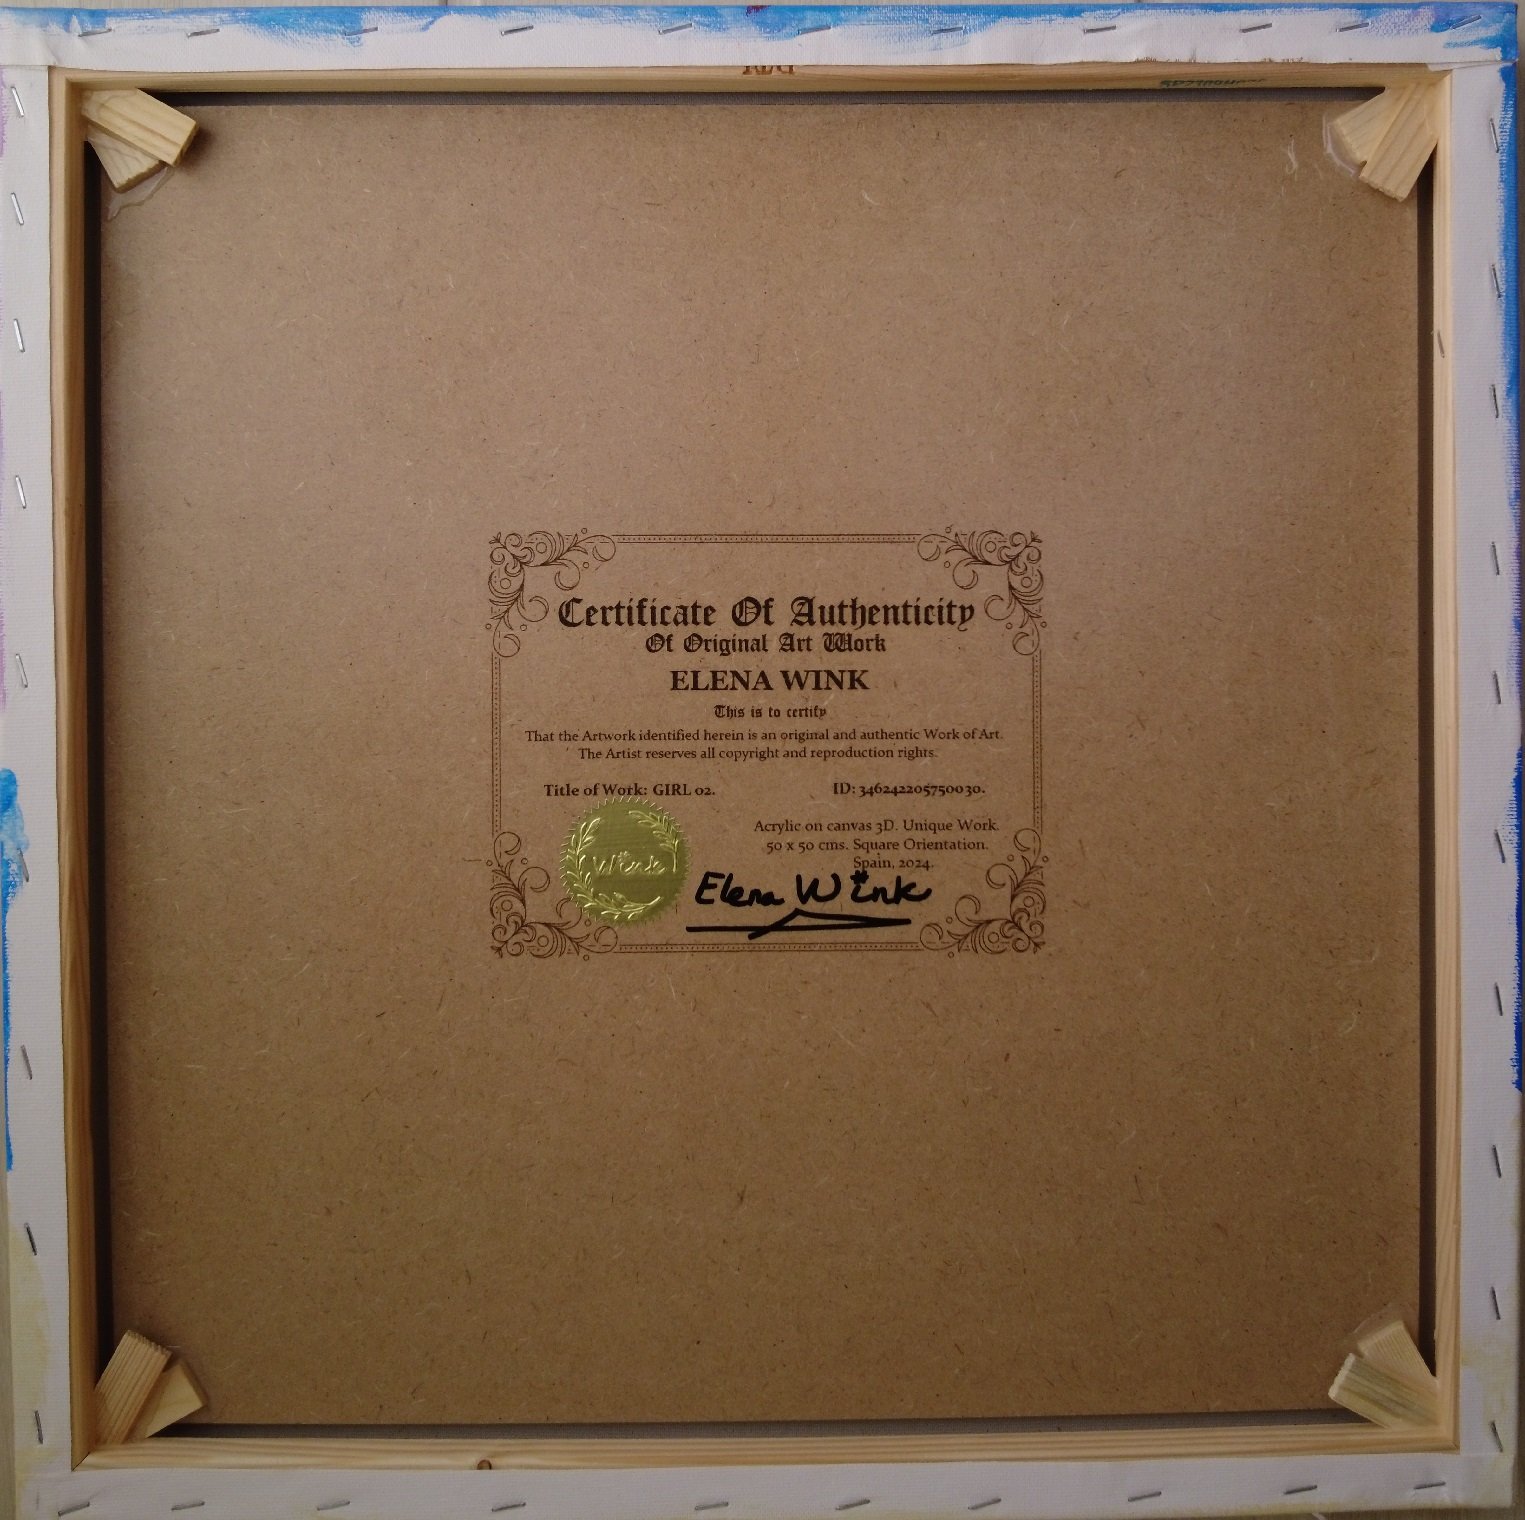 Certificate Of Authenticity
Of Original Art Work
ELENA WINK
This is to certify
That the Artwork identified herein is an original and authentic Work of Art.
The Artist reserves all copyright and reproduction rights.
Title of Work: GIRL 02. ID: 346242205750030.
Acrylic on canvas 3D. Unique Work.
50 x 50 cms. Square Orientation.
Spain, 2024.
Wink
Elena Wink